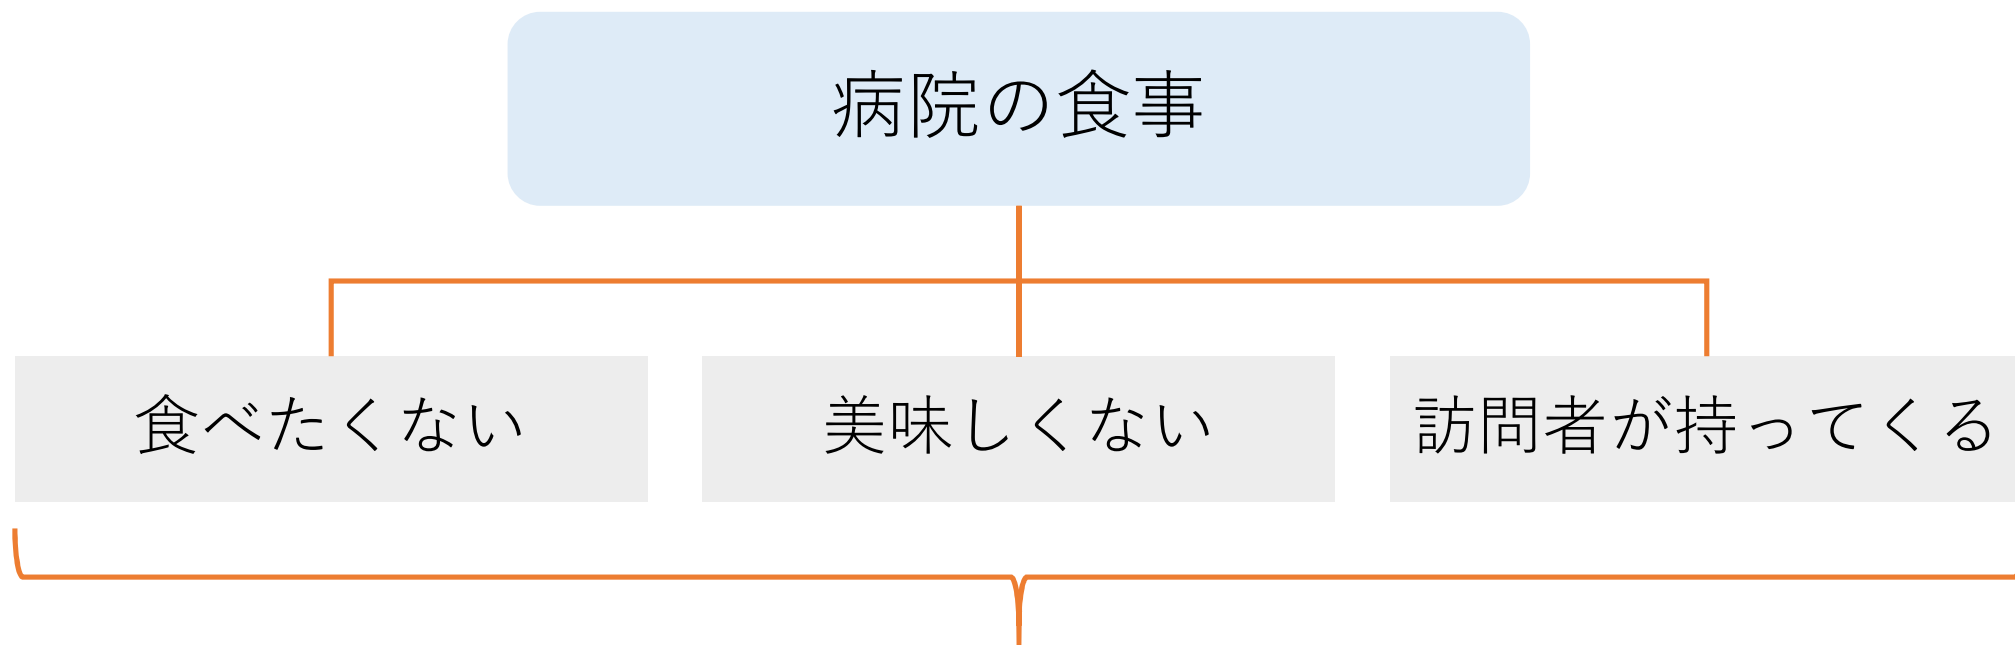 病院の食事
食べたくない
美味しくない
訪問者が持ってくる